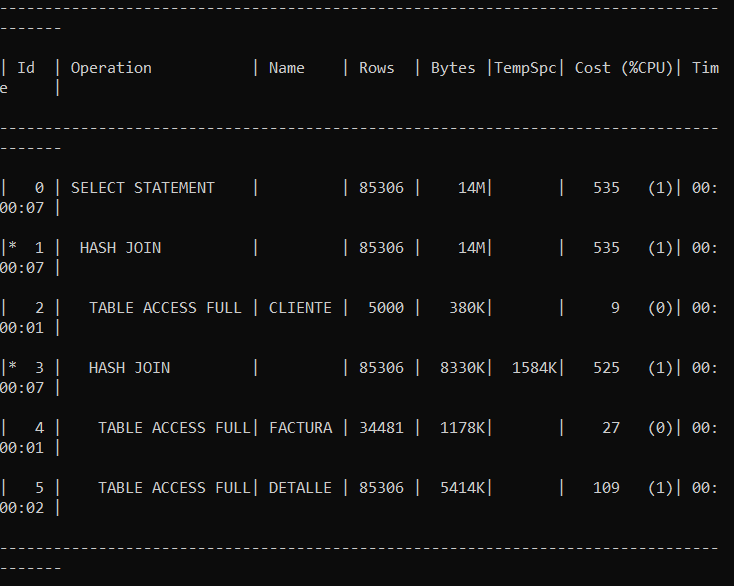 --------------------------------------------------------------------------------
-------
| Id  | Operation           | Name    | Rows  | Bytes |TempSpc| Cost (%CPU)| Tim
e     |
--------------------------------------------------------------------------------
-------
|   0 | SELECT STATEMENT    |         | 85306 |    14M|       |   535   (1)| 00:
00:07 |
|*  1 |  HASH JOIN          |         | 85306 |    14M|       |   535   (1)| 00:
00:07 |
|   2 |   TABLE ACCESS FULL | CLIENTE |  5000 |   380K|       |     9   (0)| 00:
00:01 |
|*  3 |   HASH JOIN         |         | 85306 |  8330K|  1584K|   525   (1)| 00:
00:07 |
|   4 |    TABLE ACCESS FULL| FACTURA | 34481 |  1178K|       |    27   (0)| 00:
00:01 |
|   5 |    TABLE ACCESS FULL| DETALLE | 85306 |  5414K|       |   109   (1)| 00:
00:02 |
--------------------------------------------------------------------------------
-------